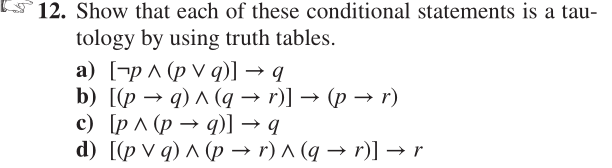 12. Show that each of these conditional statements is a tau-
tology by using truth tables.
a) [¬p ∧ (p ∨ q)] → q
b) [(p → q) ∧ (q → r)] → (p → r)
c) [p ∧ (p → q)] → q
d) [(p ∨ q) ∧ (p → r) ∧ (q → r)] → r